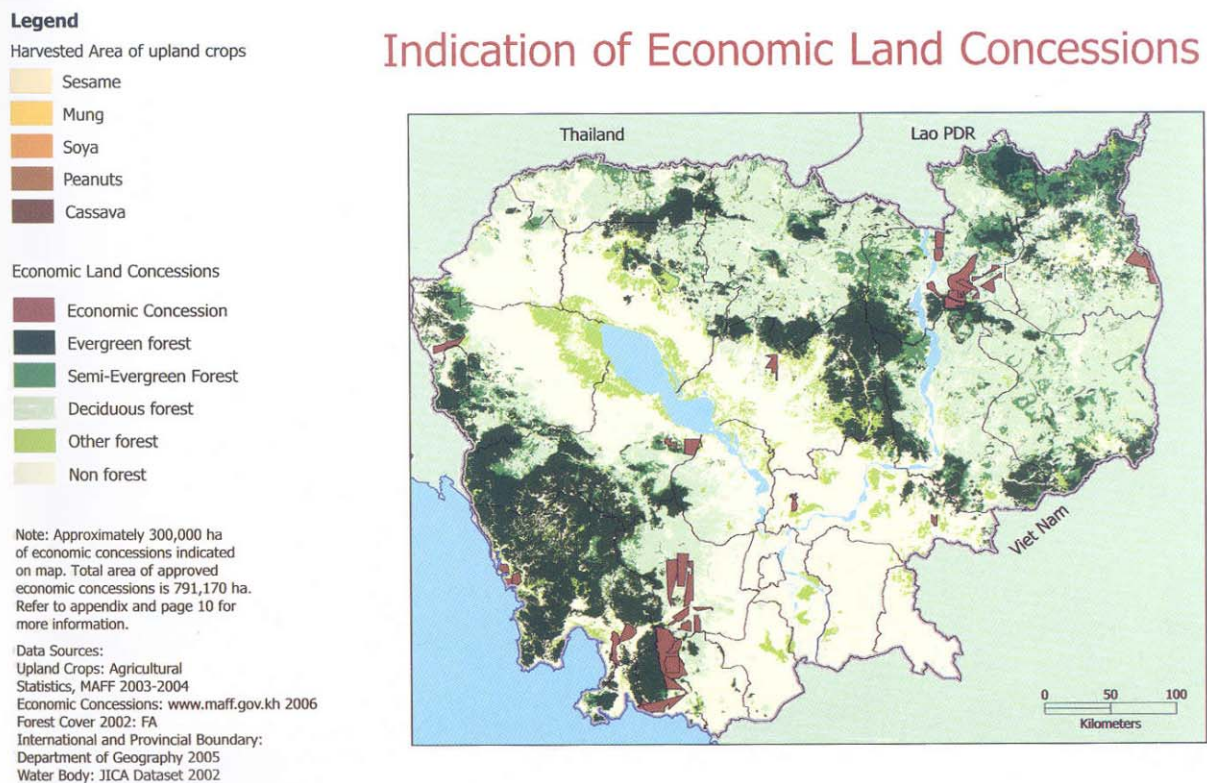 Legend
Harvested Area of upland crops
Sesame
Mung
Soya
Peanuts
Cassava
Economic Land Concessions
Economic Concession
Evergreen forest
Semi-Evergreen Forest
Deciduous forest
Other forest
Non forest
Note: Approximately 300,000 ha
of economic concessions indicated
on map. Total area of approved
economic concessions is 791,170 ha.
Refer to appendix and page 10 for
more information.
Data Sources:
Upland Crops: Agricultural
Statistics, MAFF 2003-2004
Economic Concessions: www.maff.gov.kh 2006
Forest Cover 2002: FA
International and Provincial Boundary:
Department of Geography 2005
Water Body: JICA Dataset 2002
Indication of Economic Land Concessions
Thailand
Lao PDR
Viet Nam
0 50 100
Kilometers